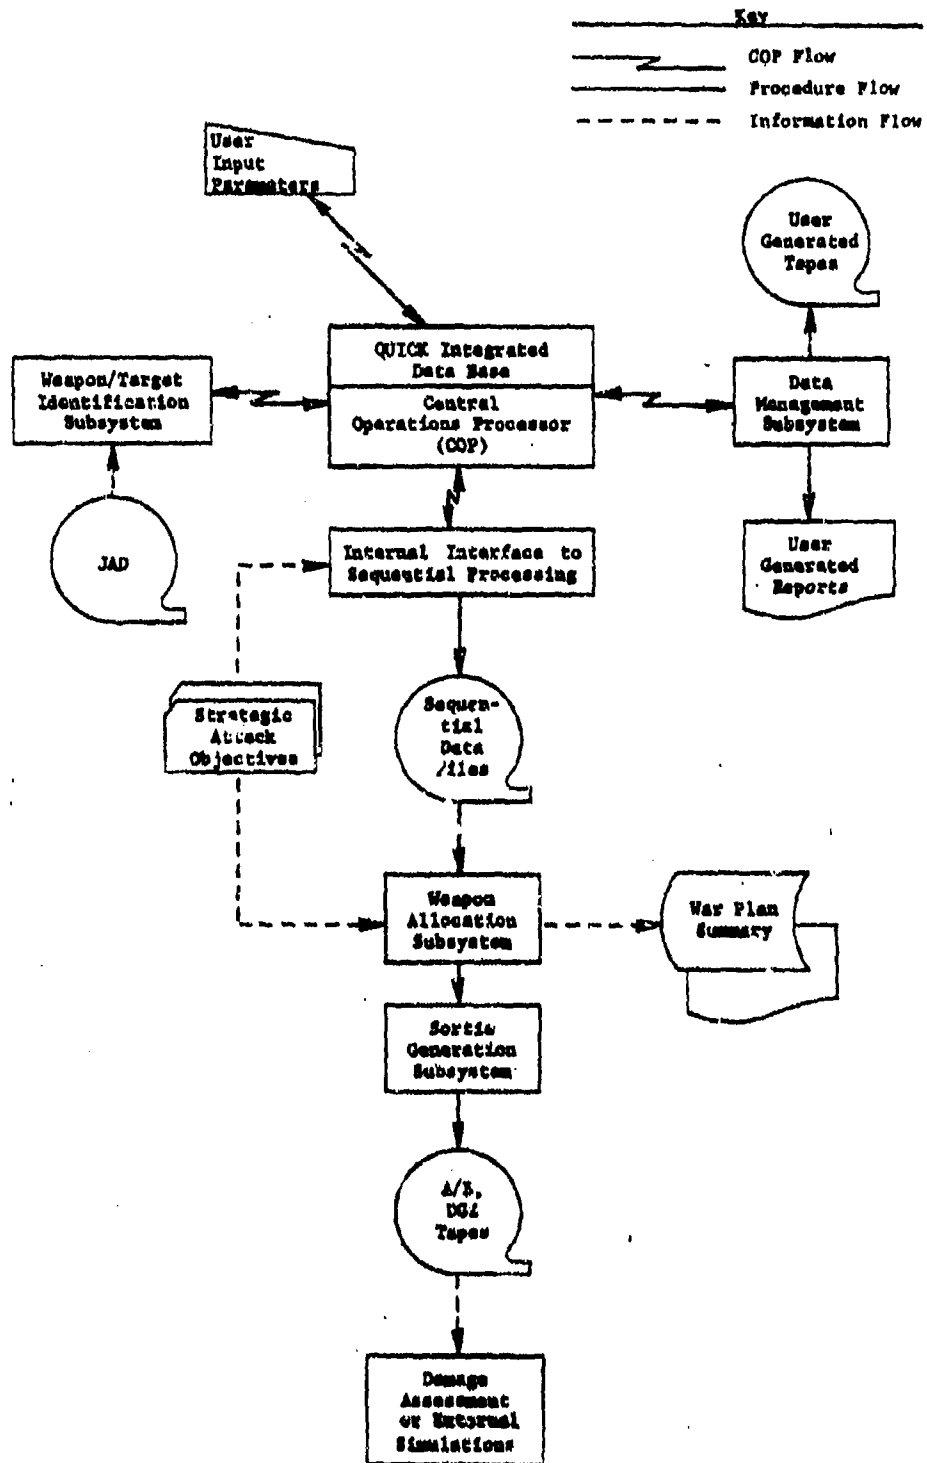 Key
COP Flow
Procedure Flow
Information Flow
User
Input
Parameters
User
Generated
Tapes
QUICK Integrated
Data Base
Central
Operations Processor
(COP)
Weapon/Target
Identification
Subsystem
Data
Management
Subsystem
JAD
Internal Interface to
Sequential Processing
User
Generated
Reports
Strategic
Attack
Objectives
Sequen-
tial
Data
Files
Weapon
Allocation
Subsystem
War Plan
Summary
Sortie
Generation
Subsystem
Tapes
Damage
Assessment
or External
Simulations